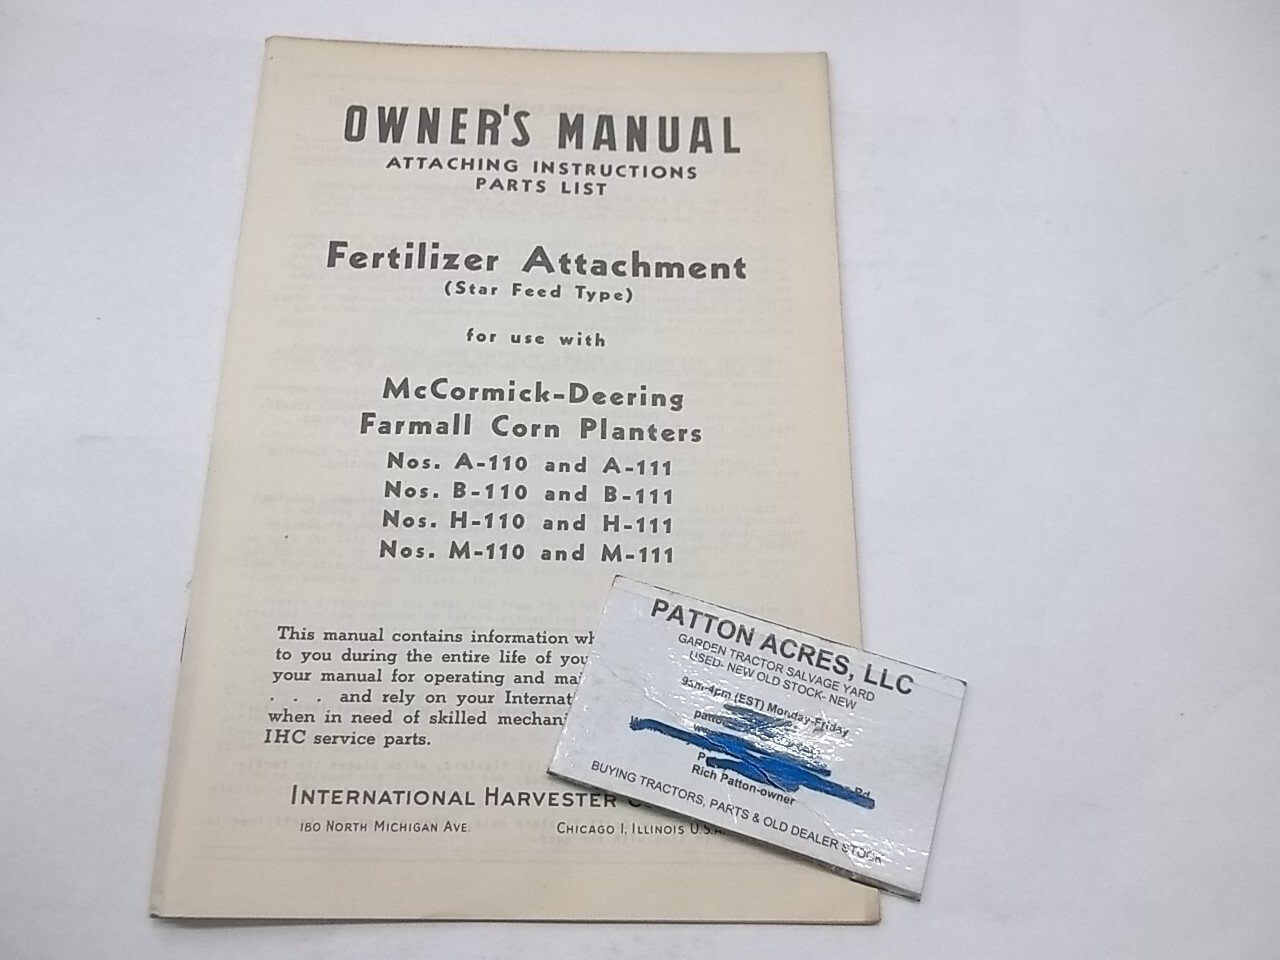 OWNER'S MANUAL
ATTACHING INSTRUCTIONS
PARTS LIST
Fertilizer Attachment
(Star Feed Type)
for use with
McCormick-Deering
Farmall Corn Planters
Nos. A-110 and A-111
Nos. B-110 and B-111
Nos. H-110 and H-111
Nos. M-110 and M-111
This manual contains information
to you during the entire life of
your manual for operating and
. . . and rely on your
when in need of skilled
IHC service parts.
INTERNATIONAL HARVESTER
180 NORTH MICHIGAN AVE.
CHICAGO 1, ILLINOIS U.S.A.
PATTON ACRES, LLC
GARDEN TRACTOR SALVAGE YARD
USED- NEW OLD STOCK- NEW
9am-4pm (EST) Monday-Friday
Rd
Rich Patton-owner
BUYING TRACTORS, PARTS & OLD DEALER STOCK